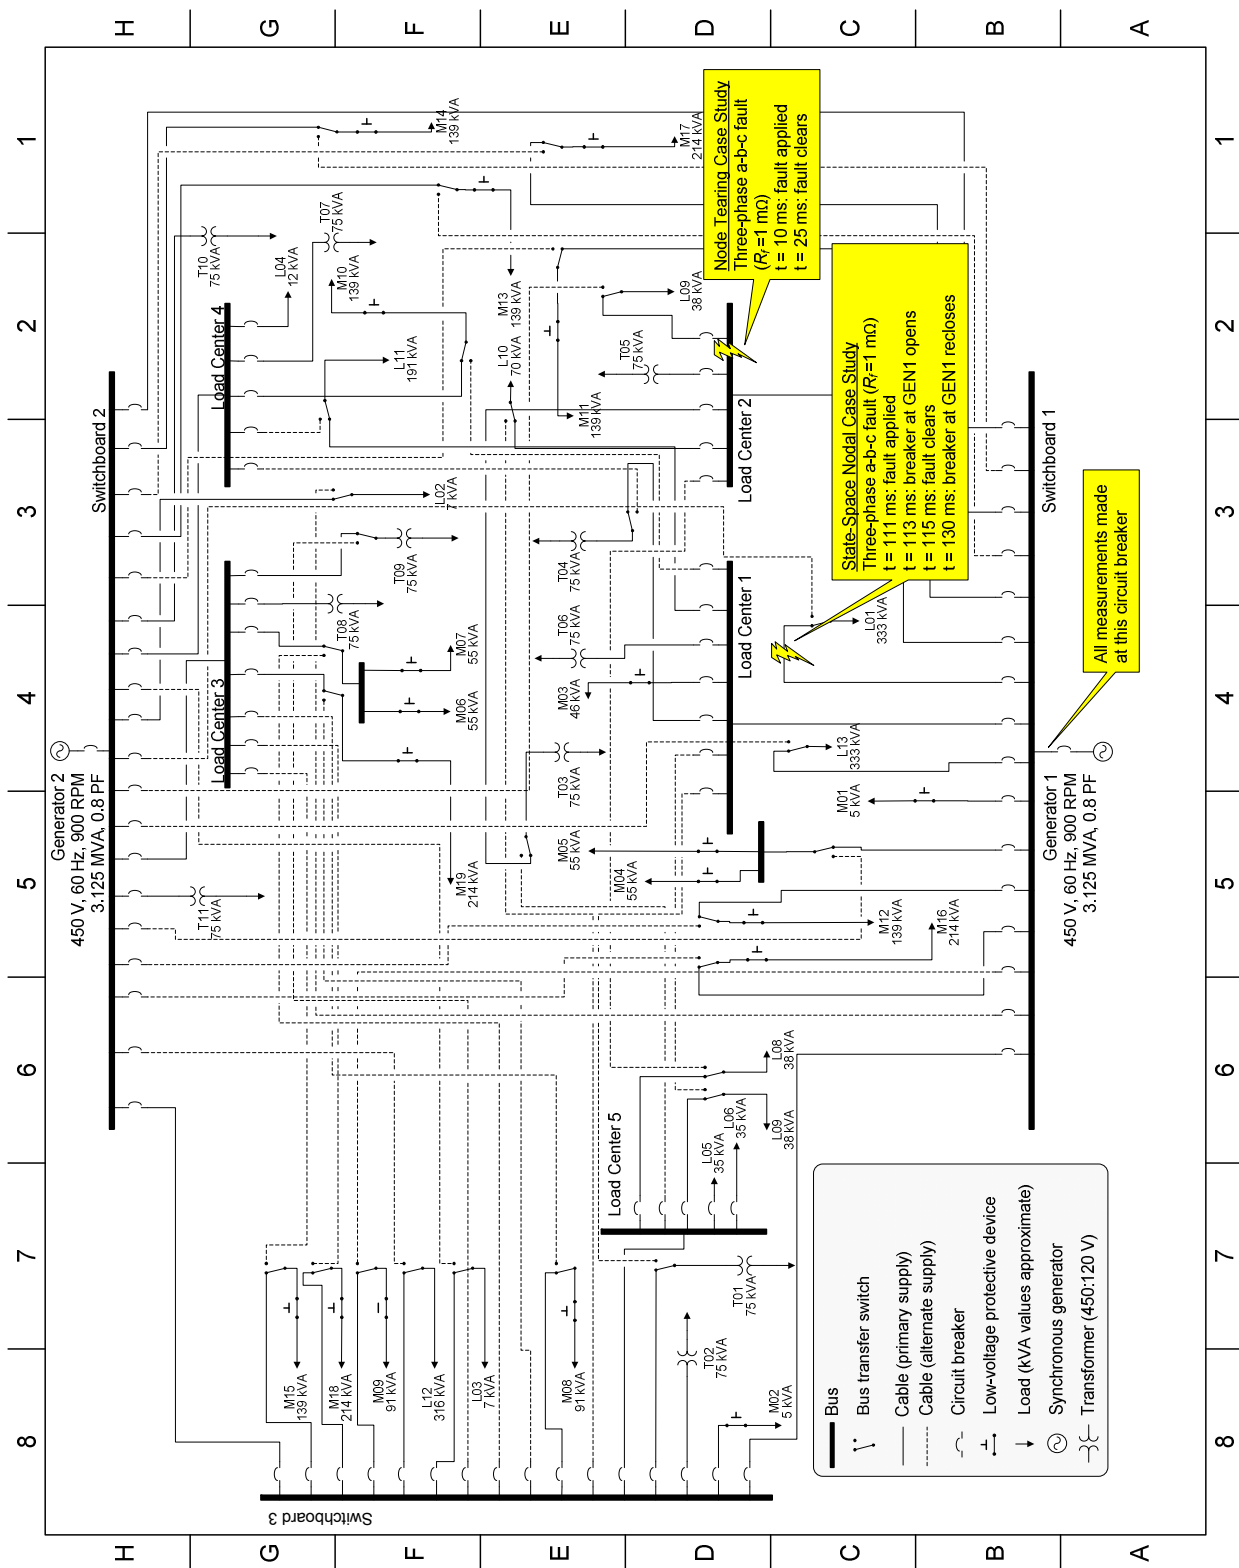 H
G
F
E
D
C
B
A
1
2
3
4
5
6
7
8
1
2
3
4
5
6
7
8
H
G
F
E
D
C
B
A
Generator 2
450 V, 60 Hz, 900 RPM
3.125 MVA, 0.8 PF
Switchboard 2
Load Center 4
Load Center 3
Load Center 2
Load Center 1
Load Center 5
Switchboard 1
Switchboard 3
Generator 1
450 V, 60 Hz, 900 RPM
3.125 MVA, 0.8 PF
M14
139 kVA
M17
214 kVA
T07
75 kVA
T10
75 kVA
L04
12 kVA
M10
139 kVA
M13
139 kVA
L09
38 kVA
L11
191 kVA
L10
70 kVA
T05
75 kVA
M11
139 kVA
L02
7 kVA
T09
75 kVA
T04
75 kVA
T08
75 kVA
T06
75 kVA
L01
333 kVA
M07
55 kVA
M06
55 kVA
M03
46 kVA
T03
75 kVA
L13
333 kVA
M01
5 kVA
M19
214 kVA
M05
55 kVA
M04
55 kVA
T11
75 kVA
M12
139 kVA
M16
214 kVA
L08
38 kVA
L09
38 kVA
L06
35 kVA
L05
35 kVA
T01
75 kVA
T02
75 kVA
M02
5 kVA
M15
139 kVA
M18
214 kVA
M09
91 kVA
L12
316 kVA
L03
7 kVA
M08
91 kVA
Node Tearing Case Study
Three-phase a-b-c fault
(Rf=1 mΩ)
t = 10 ms: fault applied
t = 25 ms: fault clears
State-Space Nodal Case Study
Three-phase a-b-c fault (Rf=1 mΩ)
t = 111 ms: fault applied
t = 113 ms: breaker at GEN1 opens
t = 115 ms: fault clears
t = 130 ms: breaker at GEN1 recloses
All measurements made
at this circuit breaker
Bus
Bus transfer switch
Cable (primary supply)
Cable (alternate supply)
Circuit breaker
Low-voltage protective device
Load (kVA values approximate)
Synchronous generator
Transformer (450:120 V)